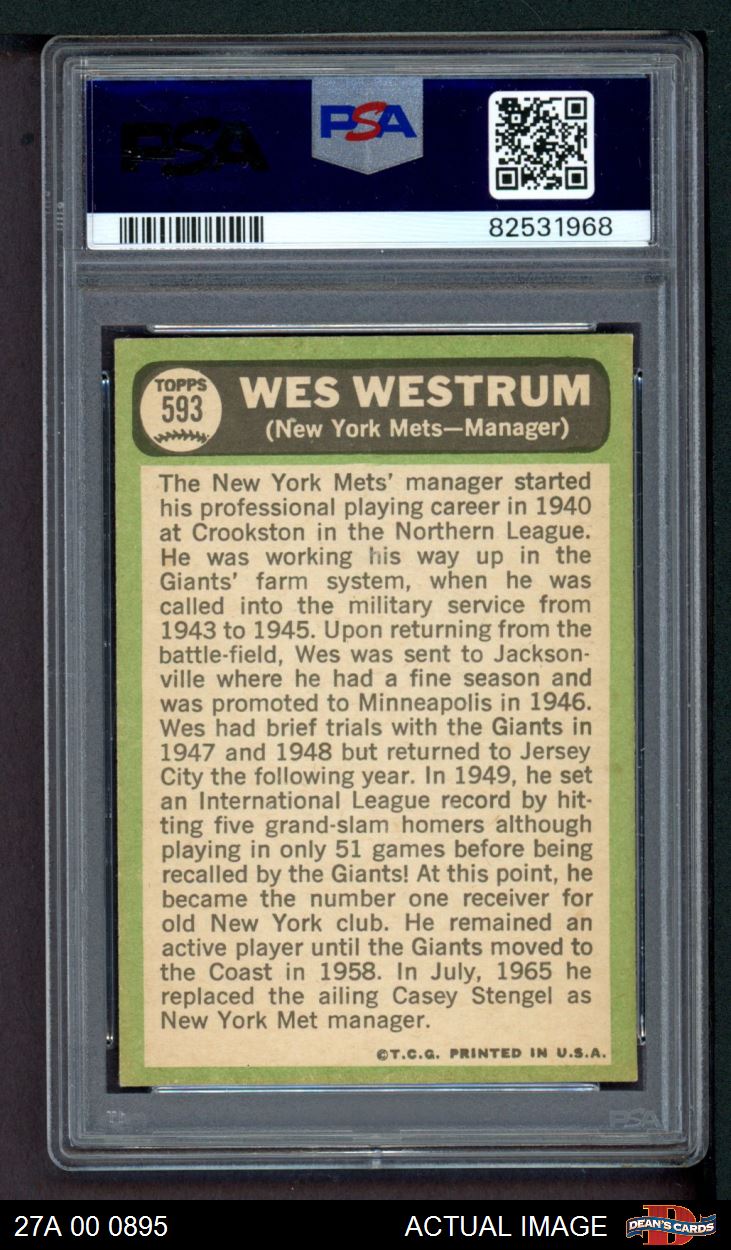 PSA
PSA
82531968
TOPPS
593
WES WESTRUM
(New York Mets—Manager)
The New York Mets' manager started
his professional playing career in 1940
at Crookston in the Northern League.
He was working his way up in the
Giants' farm system, when he was
called into the military service from
1943 to 1945. Upon returning from the
battle-field, Wes was sent to Jackson-
ville where he had a fine season and
was promoted to Minneapolis in 1946.
Wes had brief trials with the Giants in
1947 and 1948 but returned to Jersey
City the following year. In 1949, he set
an International League record by hit-
ting five grand-slam homers although
playing in only 51 games before being
recalled by the Giants! At this point, he
became the number one receiver for
old New York club. He remained an
active player until the Giants moved to
the Coast in 1958. In July, 1965 he
replaced the ailing Casey Stengel as
New York Met manager.
©T.C.G. PRINTED IN U.S.A.
PSA
27A 00 0895
ACTUAL IMAGE
DEAN'S CARDS